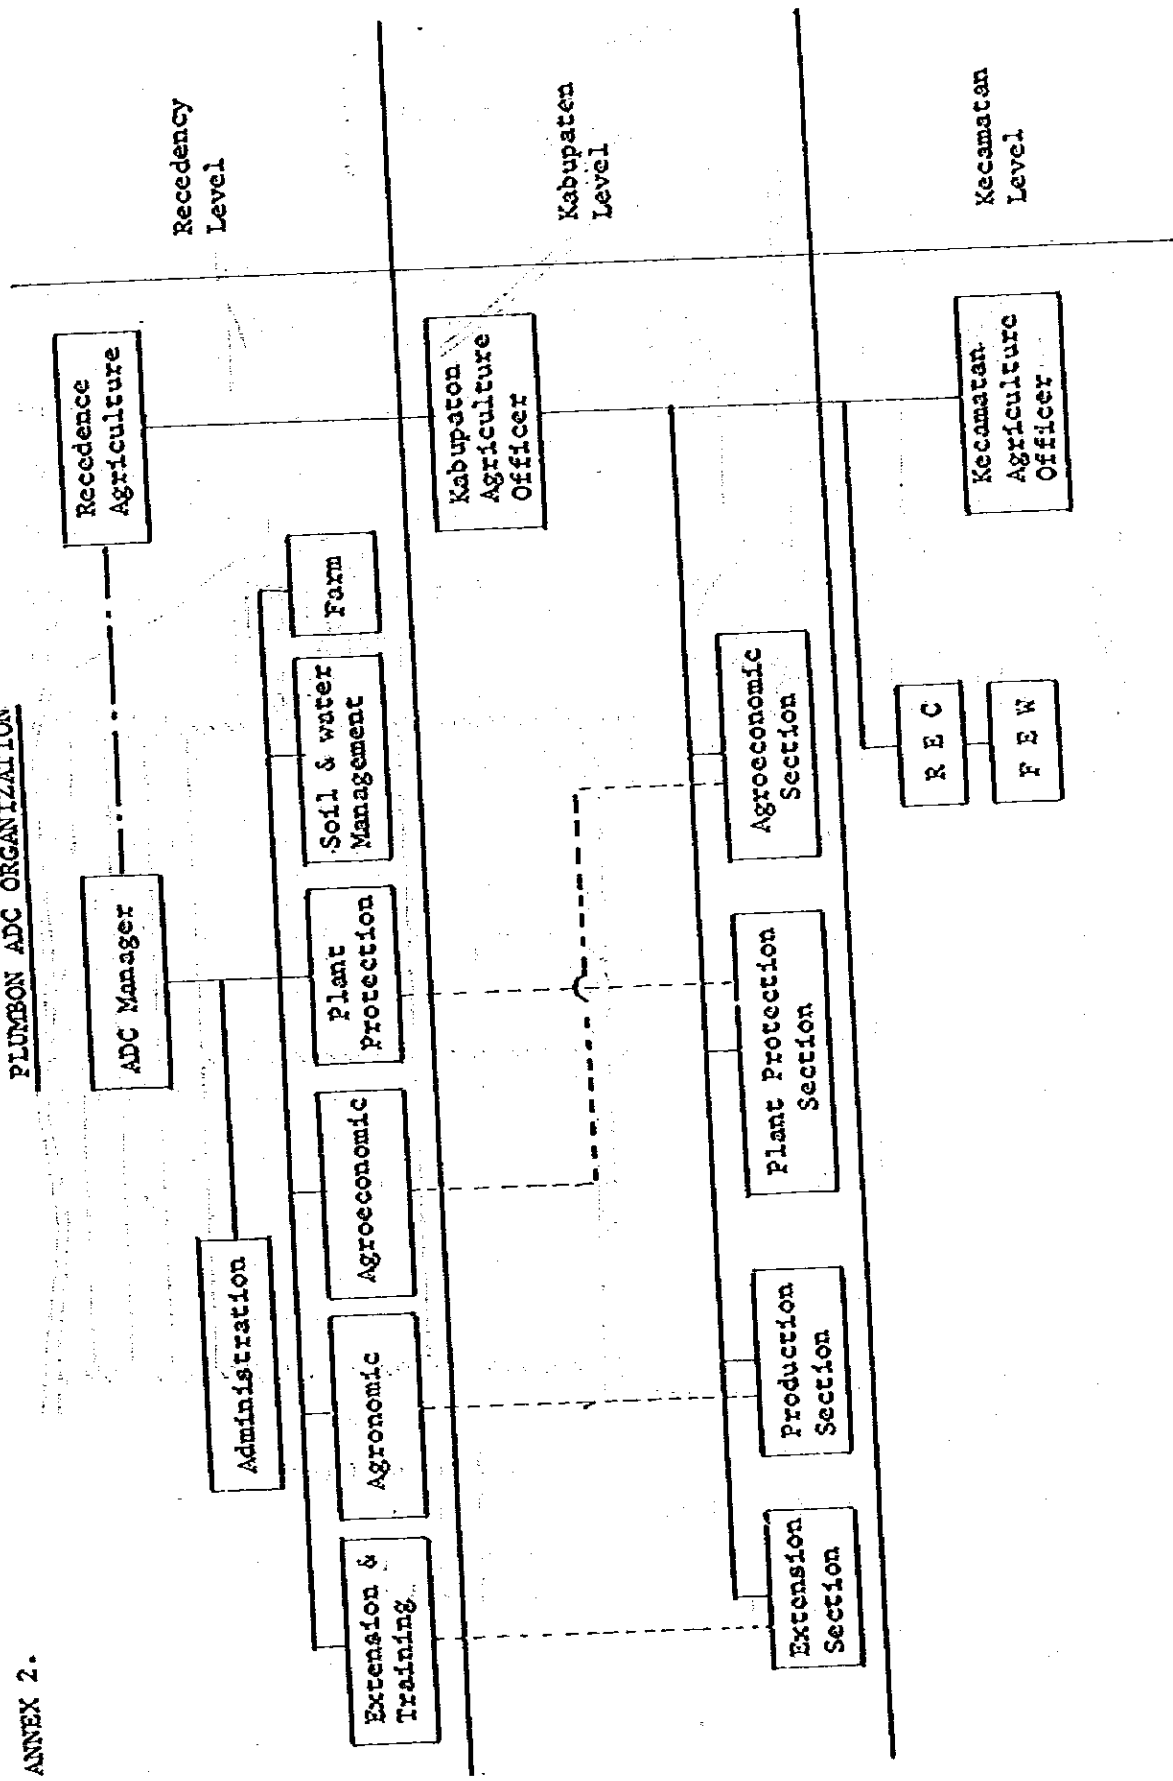 ANNEX 2.
PLUMBON ADC ORGANIZATION
Recedency
Level
ADC Manager
Recedence
Agriculture
Administration
Extension &
Training
Agronomic
Agroeconomic
Plant
Protection
Soil & water
Management
Farm
Kabupaten
Level
Kabupaton
Agriculture
Officer
Extension
Section
Production
Section
Plant Protection
Section
Agroeconomic
Section
Kecamatan
Level
R E C
F E W
Kecamatan
Agriculture
Officer